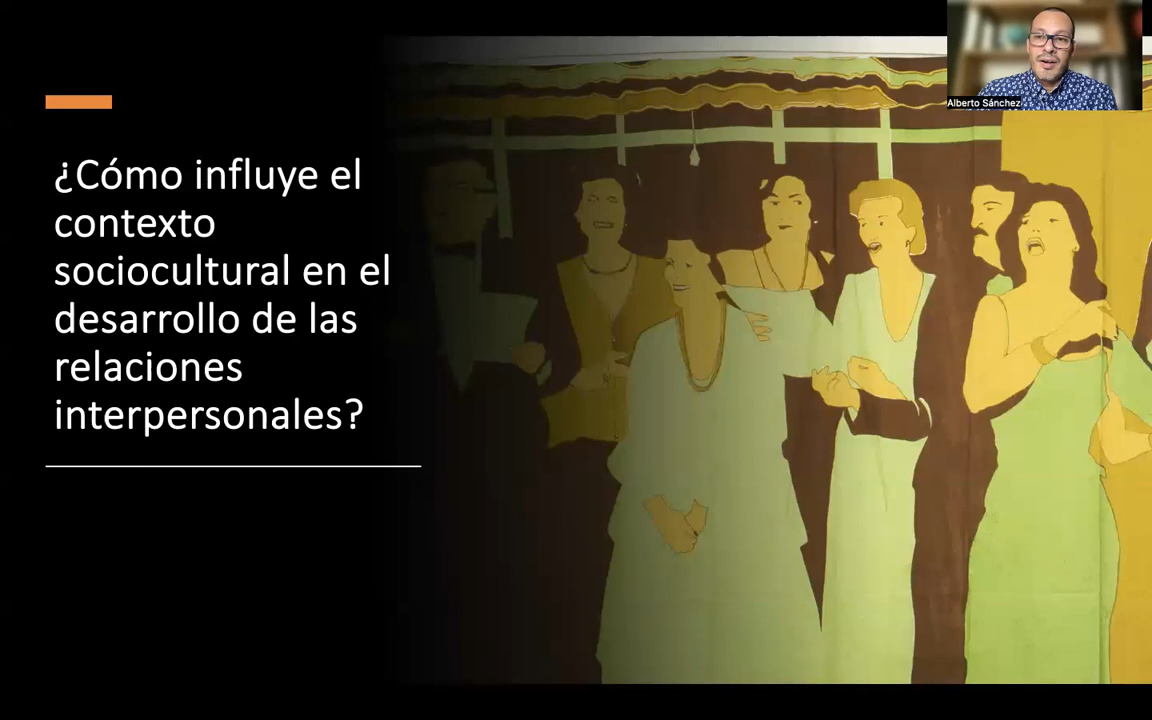 Alberto Sánchez
¿Cómo influye el
contexto
sociocultural en el
desarrollo de las
relaciones
interpersonales?